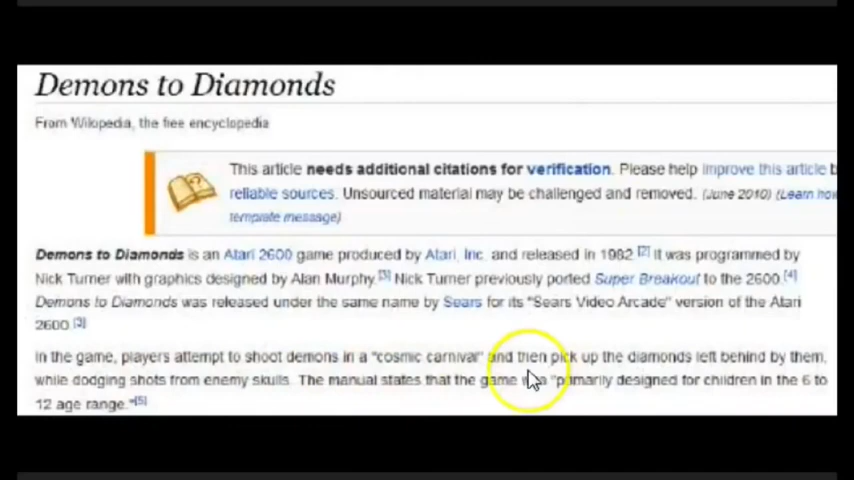 Demons to Diamonds
From Wikipedia, the free encyclopedia
This article needs additional citations for verification. Please help improve this article b
reliable sources. Unsourced material may be challenged and removed. (June 2010) (Learn how
template message)
Demons to Diamonds is an Atari 2600 game produced by Atari, Inc. and released in 1982.[2] It was programmed by
Nick Turner with graphics designed by Alan Murphy.[3] Nick Turner previously ported Super Breakout to the 2600.[4]
Demons to Diamonds was released under the same name by Sears for its "Sears Video Arcade" version of the Atari
2600.[3]
In the game, players attempt to shoot demons in a "cosmic carnival" and then pick up the diamonds left behind by them,
while dodging shots from enemy skulls. The manual states that the game "primarily designed for children in the 6 to
12 age range."[5]